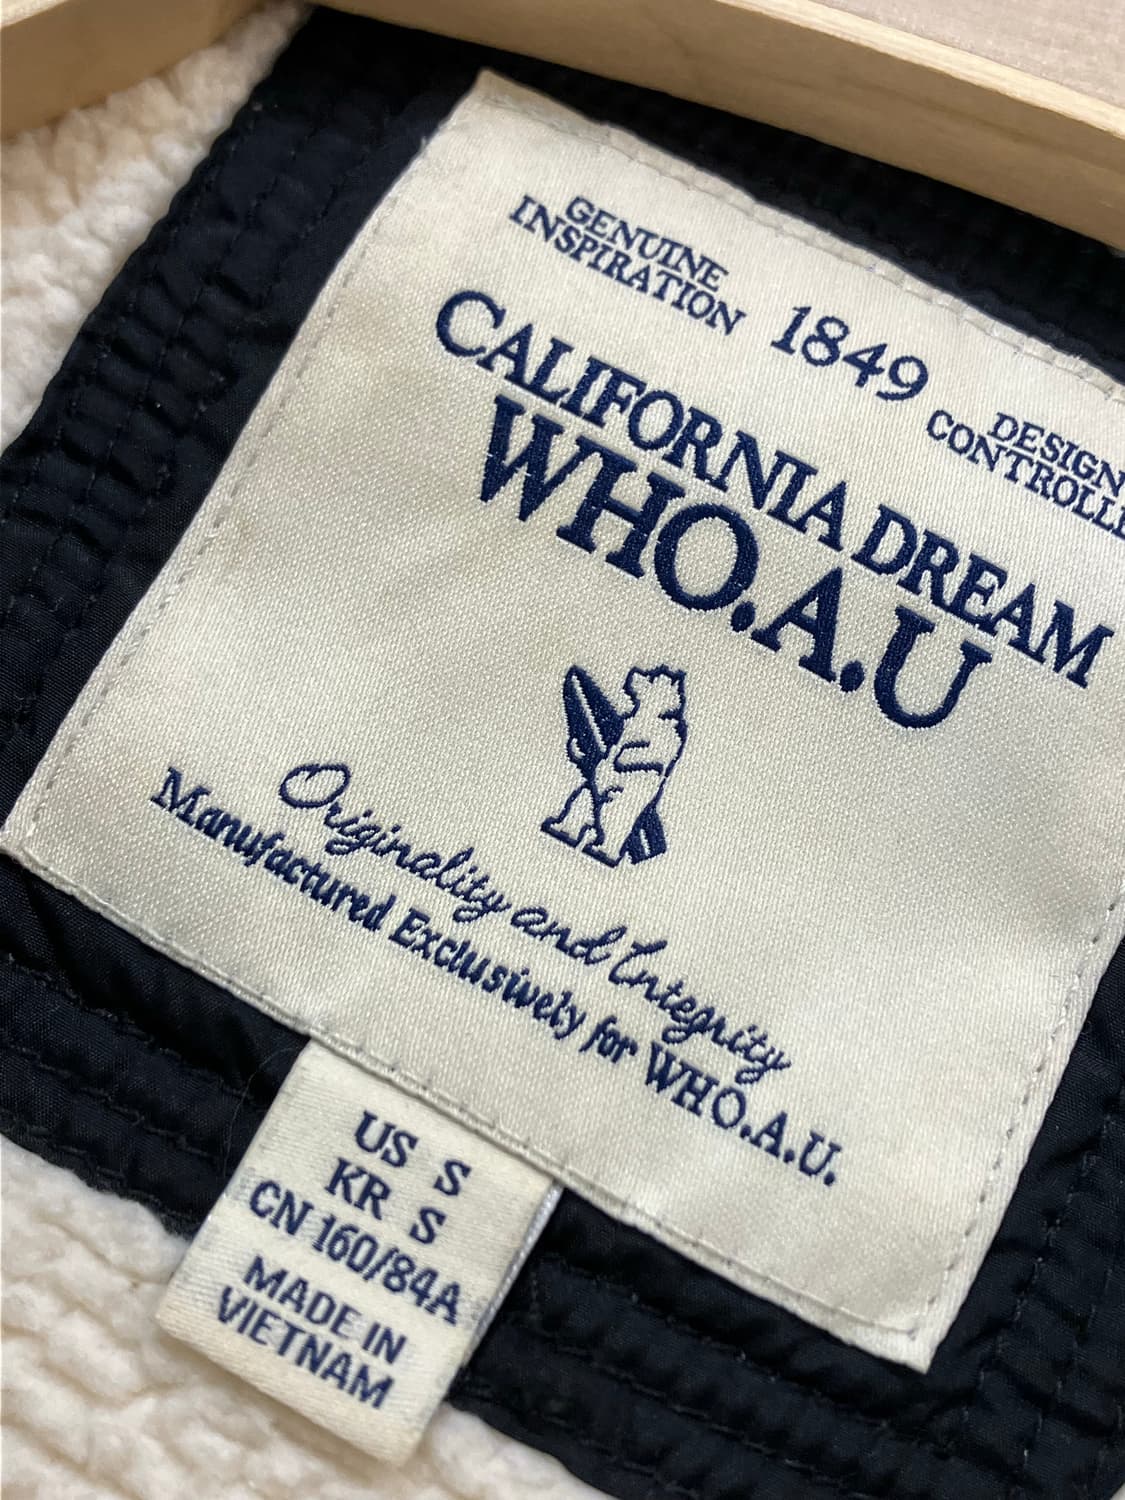 GENUINE
INSPIRATION
1849
DESIGN
CALIFORNIA DREAM
WHO.A.U
Originality and Integrity
Manufactured Exclusively for WHO.A.U.
US S
KR S
CN 160/84A
MADE IN
VIETNAM